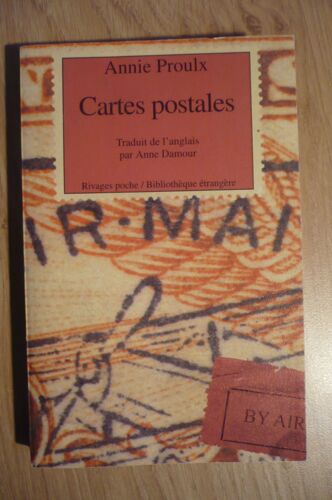 Annie Proulx
Cartes postales
Traduit de l'anglais
par Anne Damour
Rivages poche / Bibliothèque étrangère
IR·MAI
BY AIR